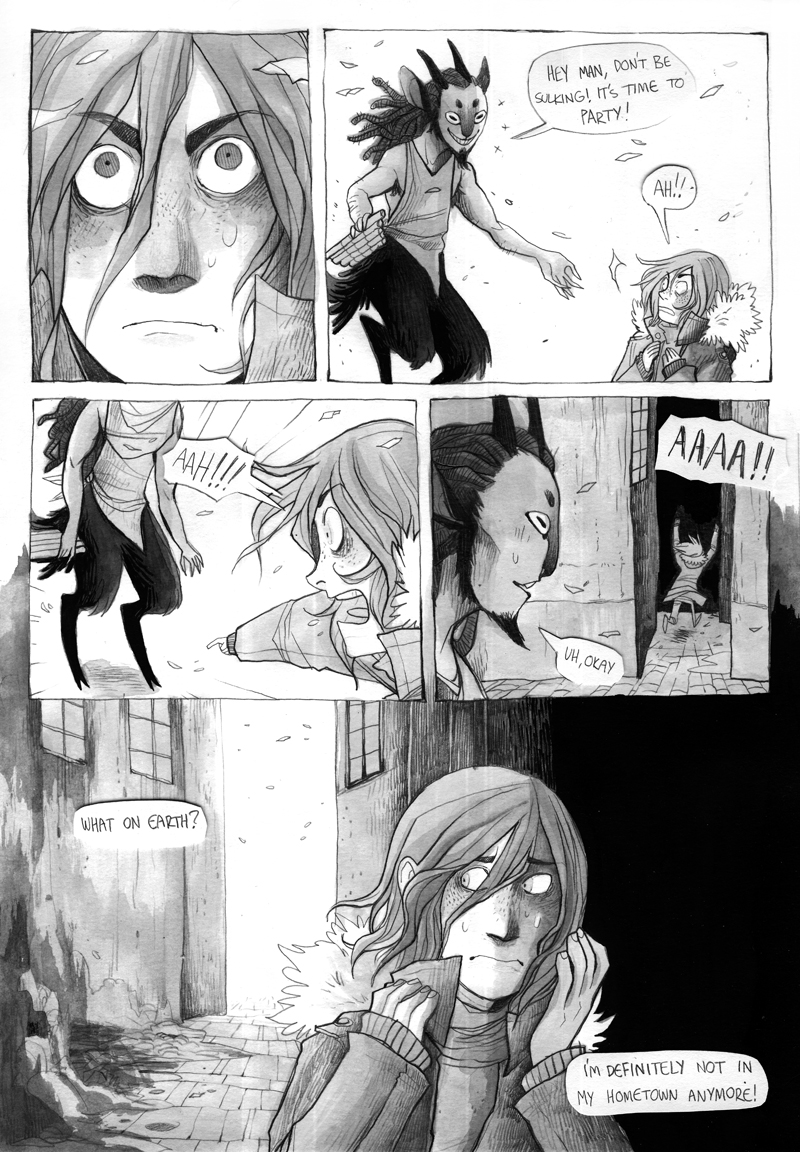 HEY MAN, DON'T BE
SULKING! IT'S TIME TO
PARTY!
AH!!
AAH!!!!
AAAA!!
UH, OKAY
WHAT ON EARTH?
I'M DEFINITELY NOT IN
MY HOMETOWN ANYMORE!